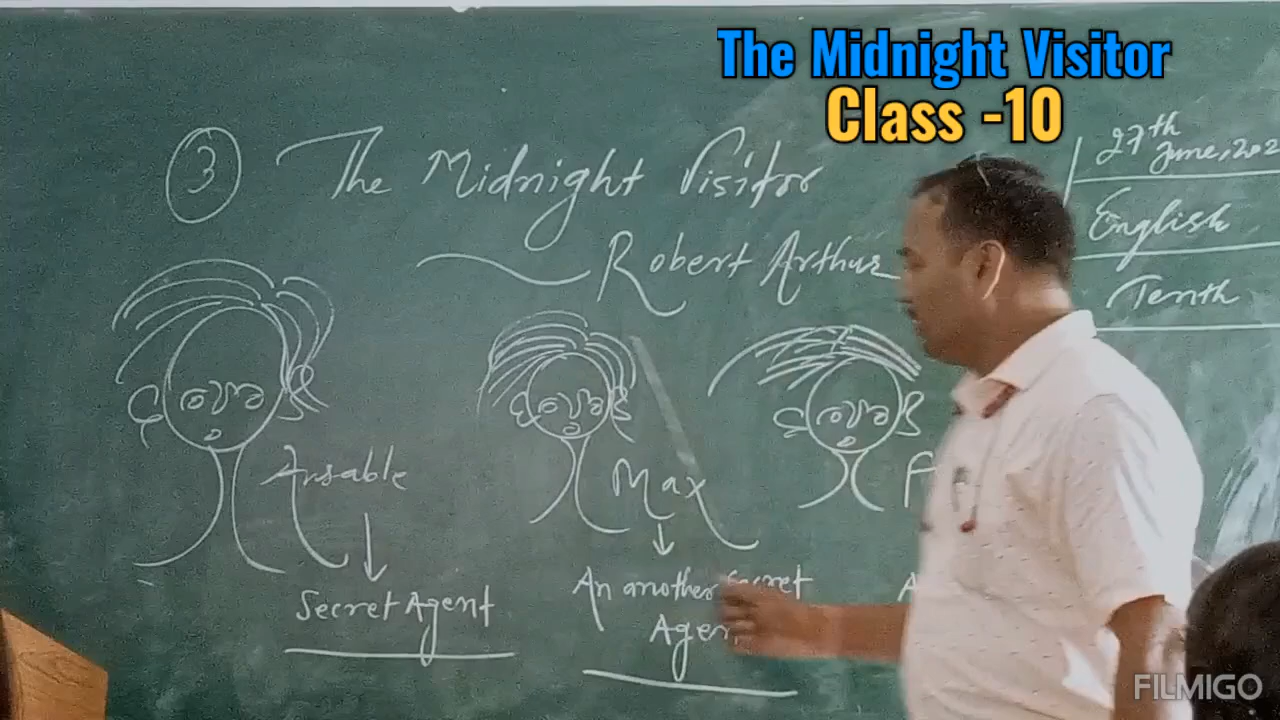 The Midnight Visitor
Class -10
27th June, 202
English
Tenth
3 The Midnight Visitor
Robert Arthur
Ausable
Secret Agent
Max
An another Secret
Agen
F
A
FILMIGO